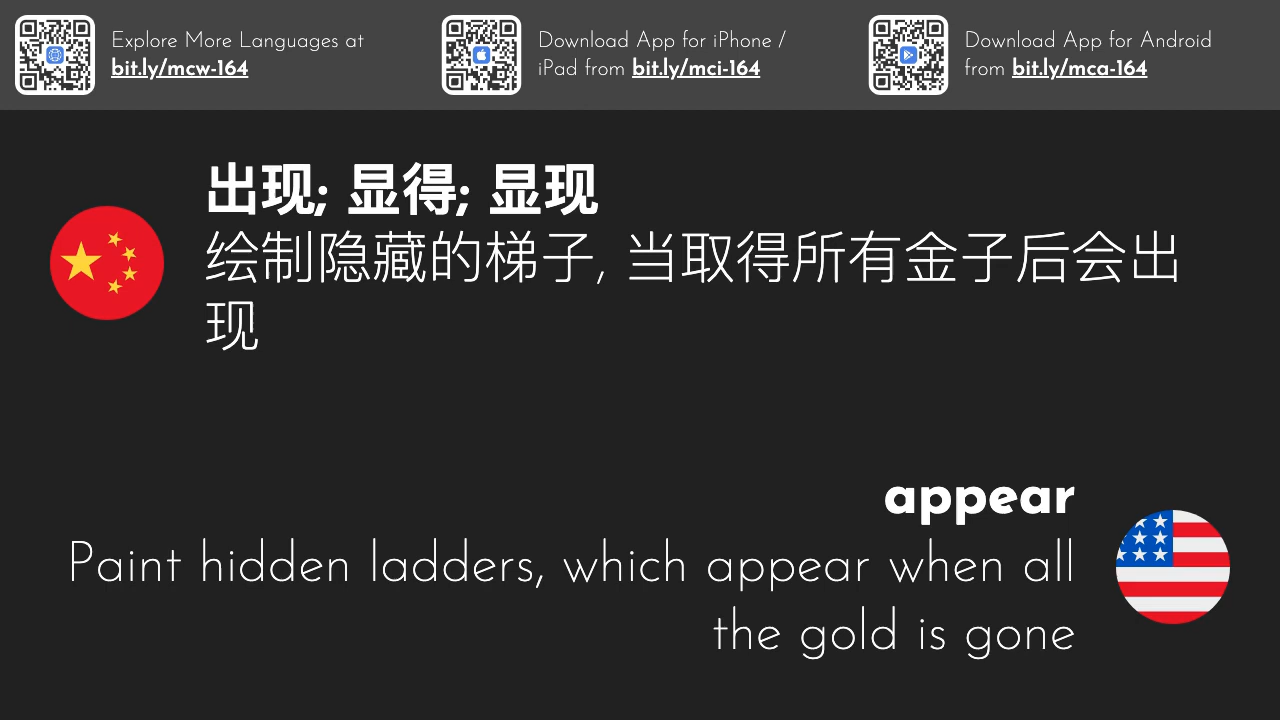 Explore More Languages at
bit.ly/mcw-164
Download App for iPhone /
iPad from bit.ly/mci-164
Download App for Android
from bit.ly/mca-164
出现; 显得; 显现
绘制隐藏的梯子, 当取得所有金子后会出
现
appear
Paint hidden ladders, which appear when all
the gold is gone